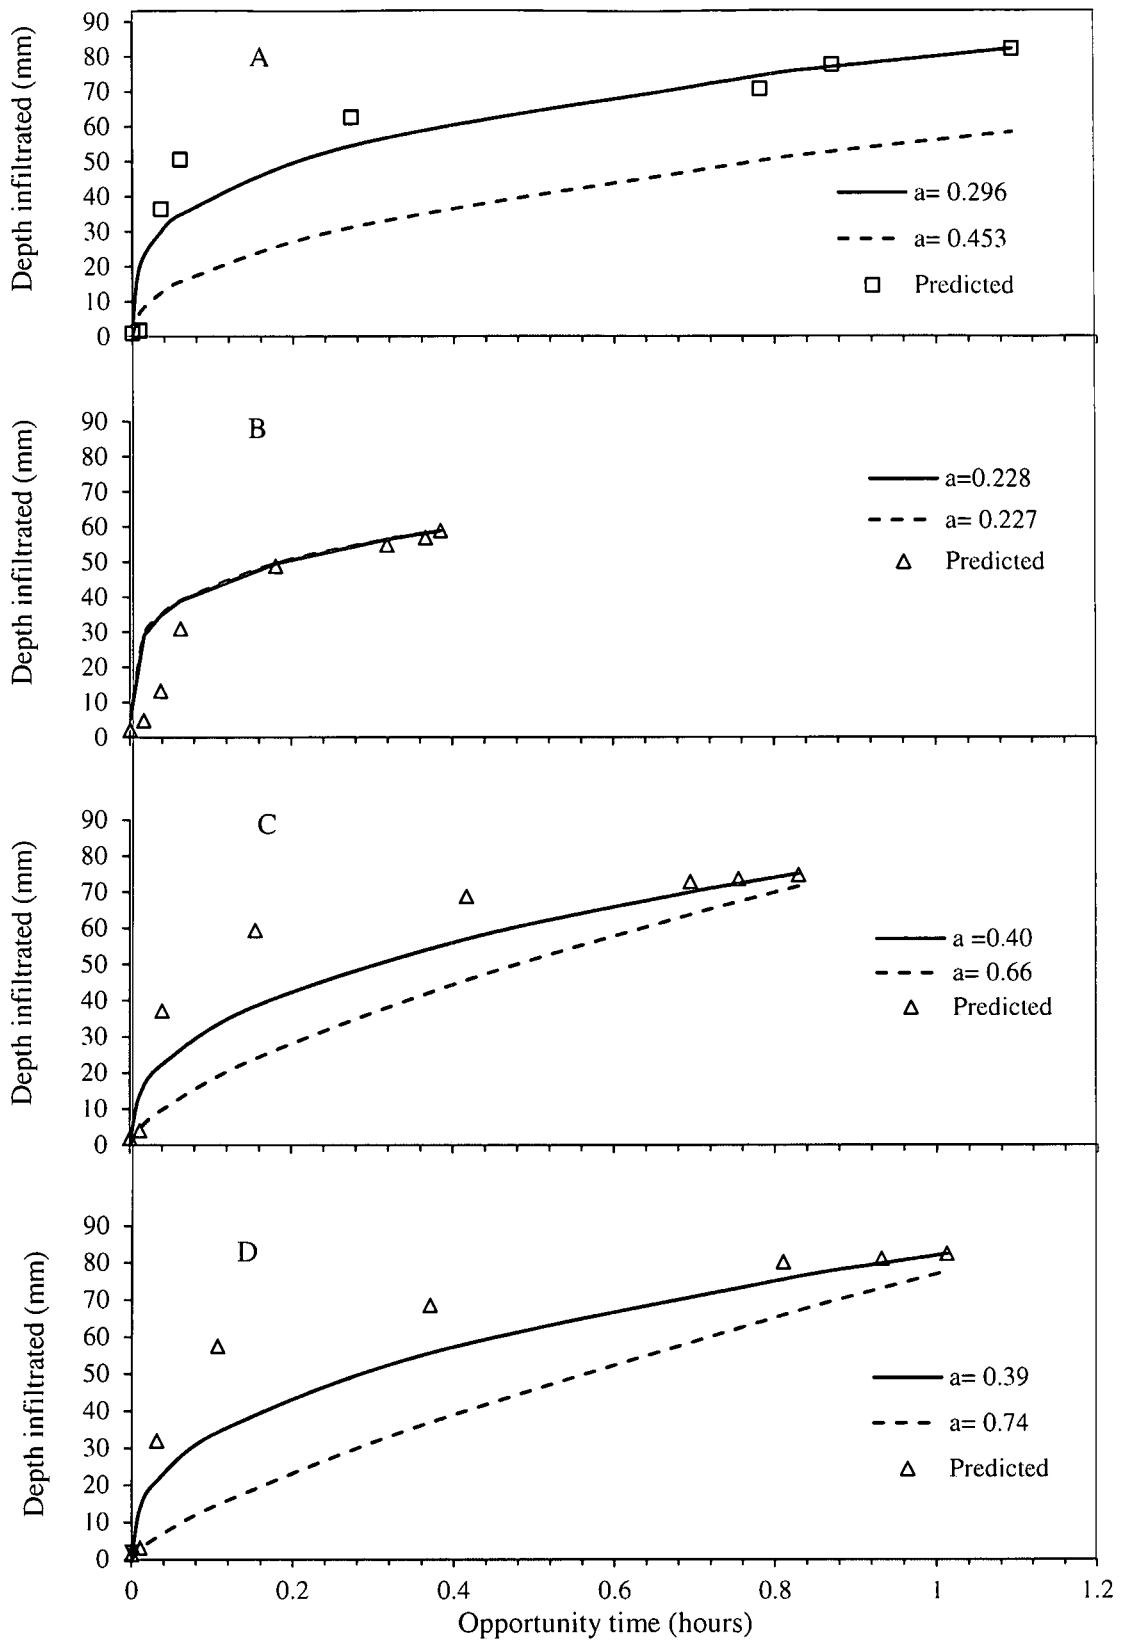 90
80
70
60
50
40
30
20
10
0
Depth infiltrated (mm)
A
a= 0.296
a= 0.453
Predicted
90
80
70
60
50
40
30
20
10
0
Depth infiltrated (mm)
B
a=0.228
a= 0.227
Predicted
90
80
70
60
50
40
30
20
10
0
Depth infiltrated (mm)
C
a =0.40
a= 0.66
Predicted
90
80
70
60
50
40
30
20
10
0
Depth infiltrated (mm)
D
a= 0.39
a= 0.74
Predicted
0 0.2 0.4 0.6 0.8 1 1.2
Opportunity time (hours)